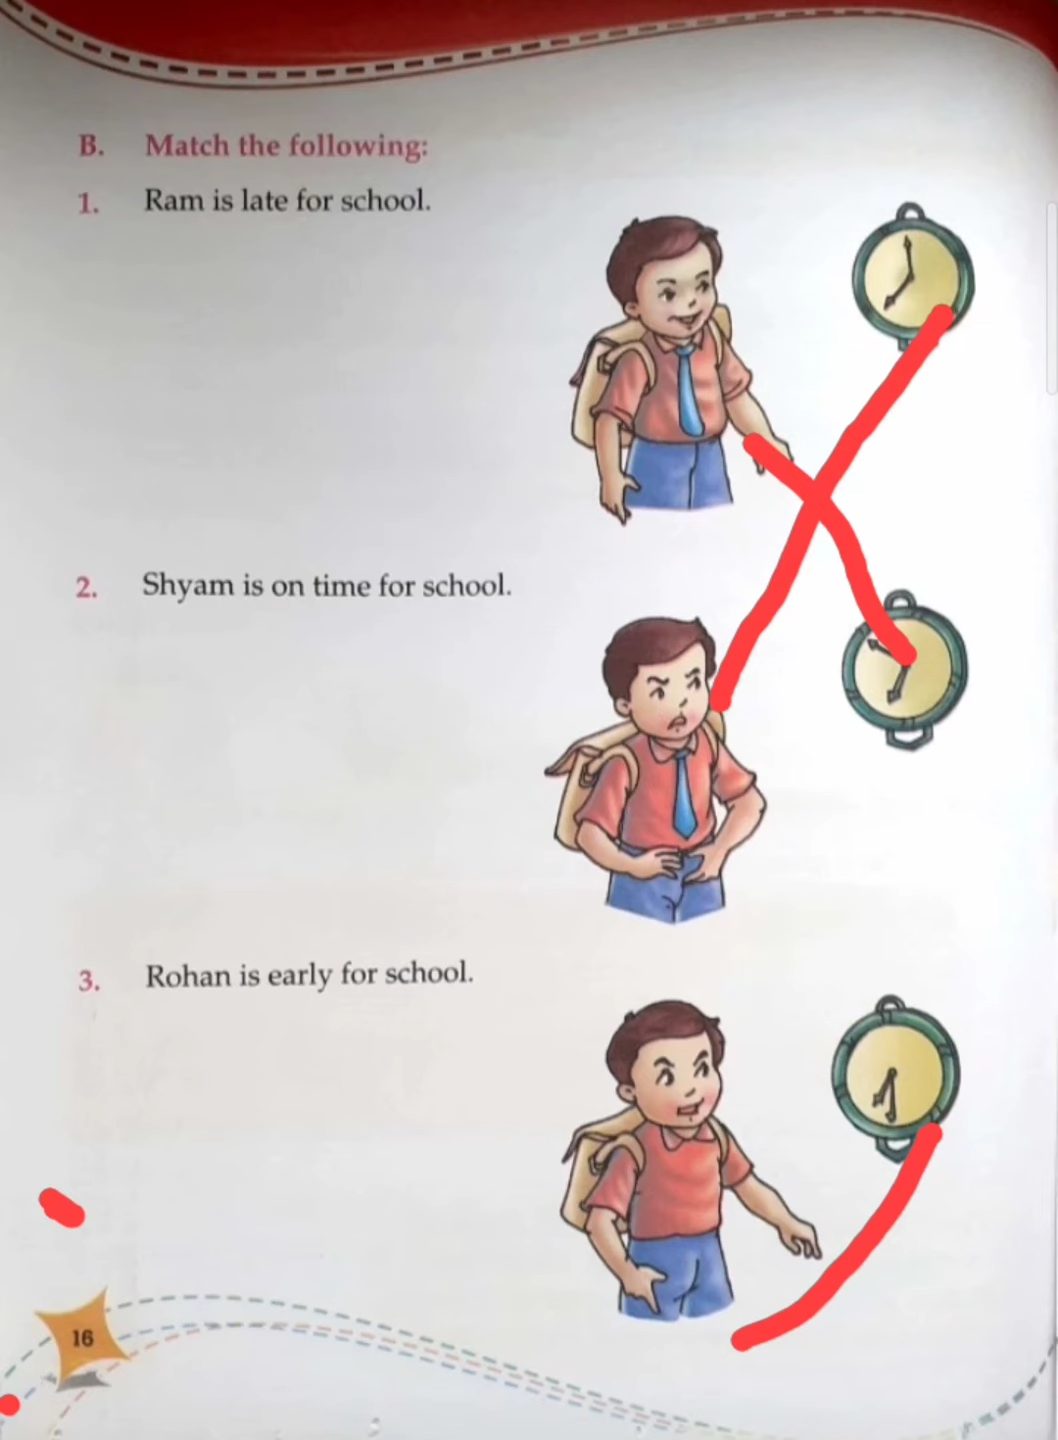 B. Match the following:
1. Ram is late for school.
2. Shyam is on time for school.
3. Rohan is early for school.
16